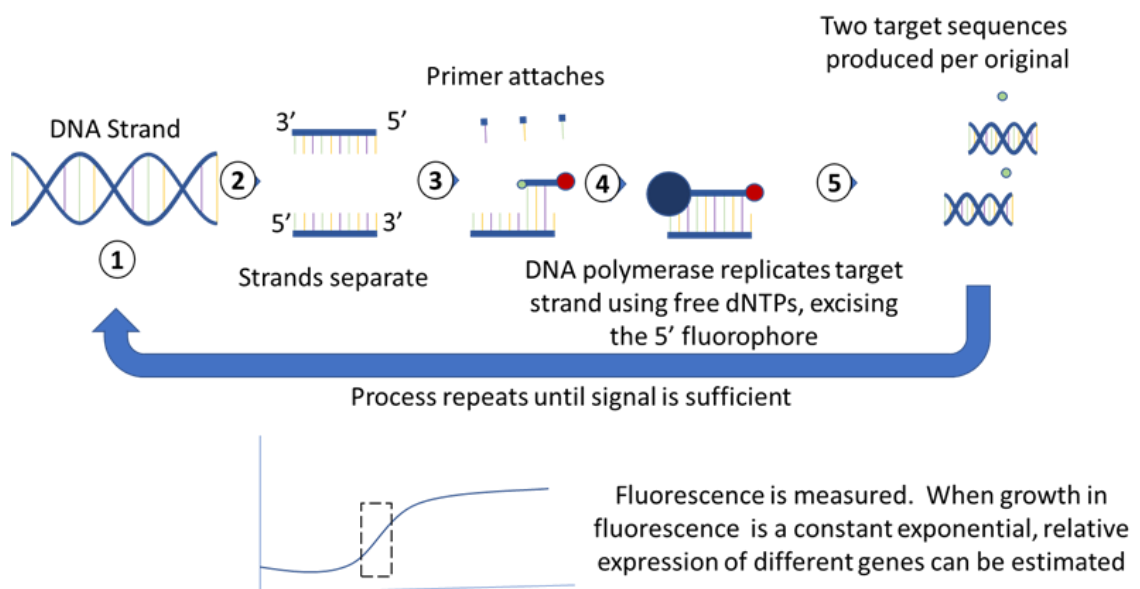 Two target sequences
produced per original
Primer attaches
DNA Strand
3’ 5’
5’ 3’
1
2
3
4
5
Strands separate
DNA polymerase replicates target
strand using free dNTPs, excising
the 5’ fluorophore
Process repeats until signal is sufficient
Fluorescence is measured. When growth in
fluorescence is a constant exponential, relative
expression of different genes can be estimated